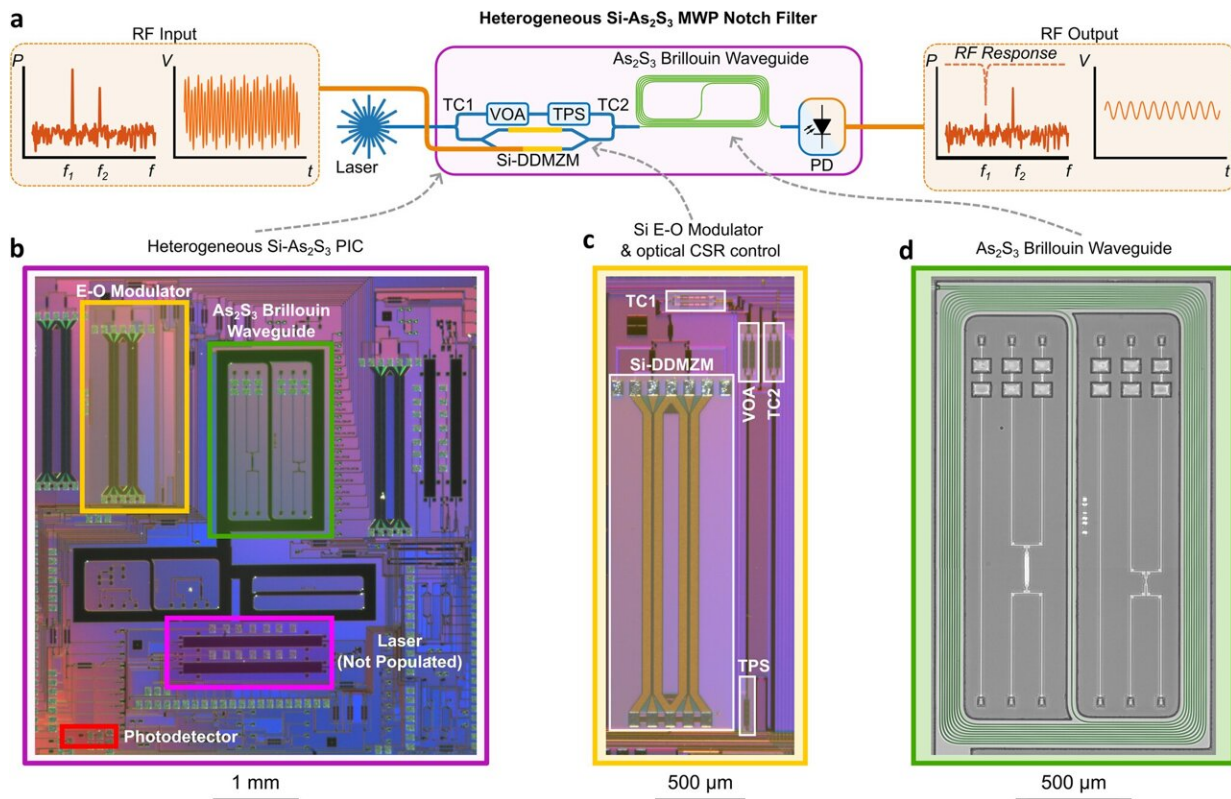 Heterogeneous Si-As₂S₃ MWP Notch Filter
a
RF Input
P
f₁
f₂
f
V
t
Laser
TC1
VOA
TPS
TC2
Si-DDMZM
As₂S₃ Brillouin Waveguide
PD
RF Output
P
RF Response
f₁
f₂
f
V
t
b
Heterogeneous Si-As₂S₃ PIC
E-O Modulator
As₂S₃ Brillouin
Waveguide
Laser
(Not Populated)
Photodetector
1 mm
c
Si E-O Modulator
& optical CSR control
TC1
Si-DDMZM
VOA
TC2
TPS
500 µm
d
As₂S₃ Brillouin Waveguide
500 µm